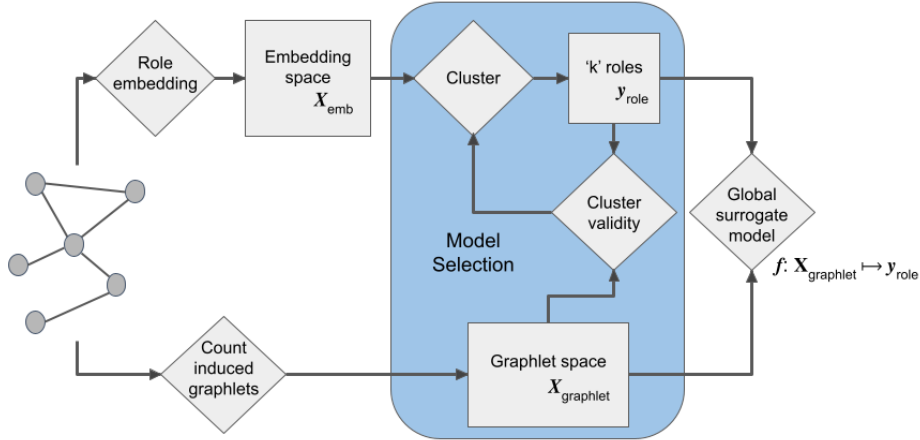 Role
embedding
Embedding
space
X_emb
Cluster
‘k’ roles
y_role
Cluster
validity
Global
surrogate
model
f: X_graphlet ↦ y_role
Model
Selection
Count
induced
graphlets
Graphlet space
X_graphlet